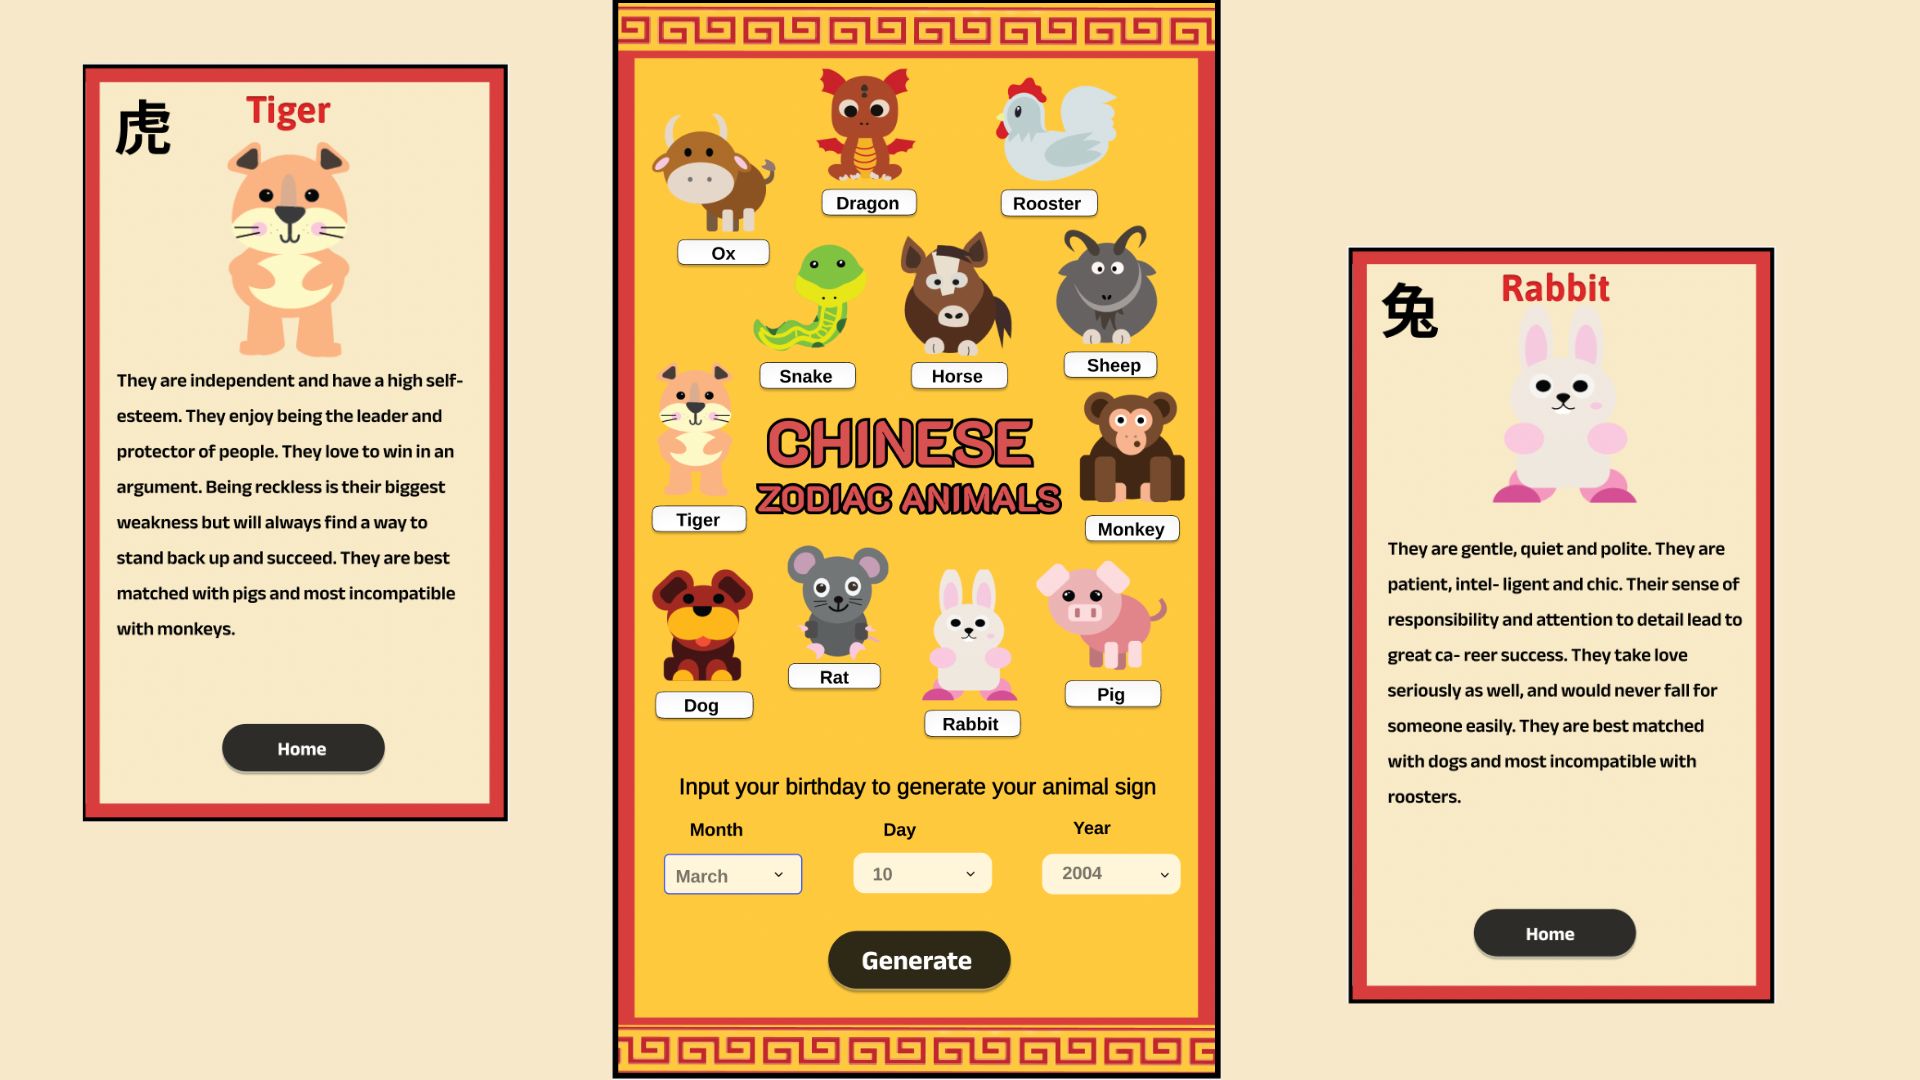 虎
Tiger
They are independent and have a high self-
esteem. They enjoy being the leader and
protector of people. They love to win in an
argument. Being reckless is their biggest
weakness but will always find a way to
stand back up and succeed. They are best
matched with pigs and most incompatible
with monkeys.
Home
Dragon
Rooster
Ox
Snake
Horse
Sheep
CHINESE
ZODIAC ANIMALS
Tiger
Monkey
Dog
Rat
Rabbit
Pig
Input your birthday to generate your animal sign
Month
Day
Year
March
10
2004
Generate
兔
Rabbit
They are gentle, quiet and polite. They are
patient, intel- ligent and chic. Their sense of
responsibility and attention to detail lead to
great ca- reer success. They take love
seriously as well, and would never fall for
someone easily. They are best matched
with dogs and most incompatible with
roosters.
Home